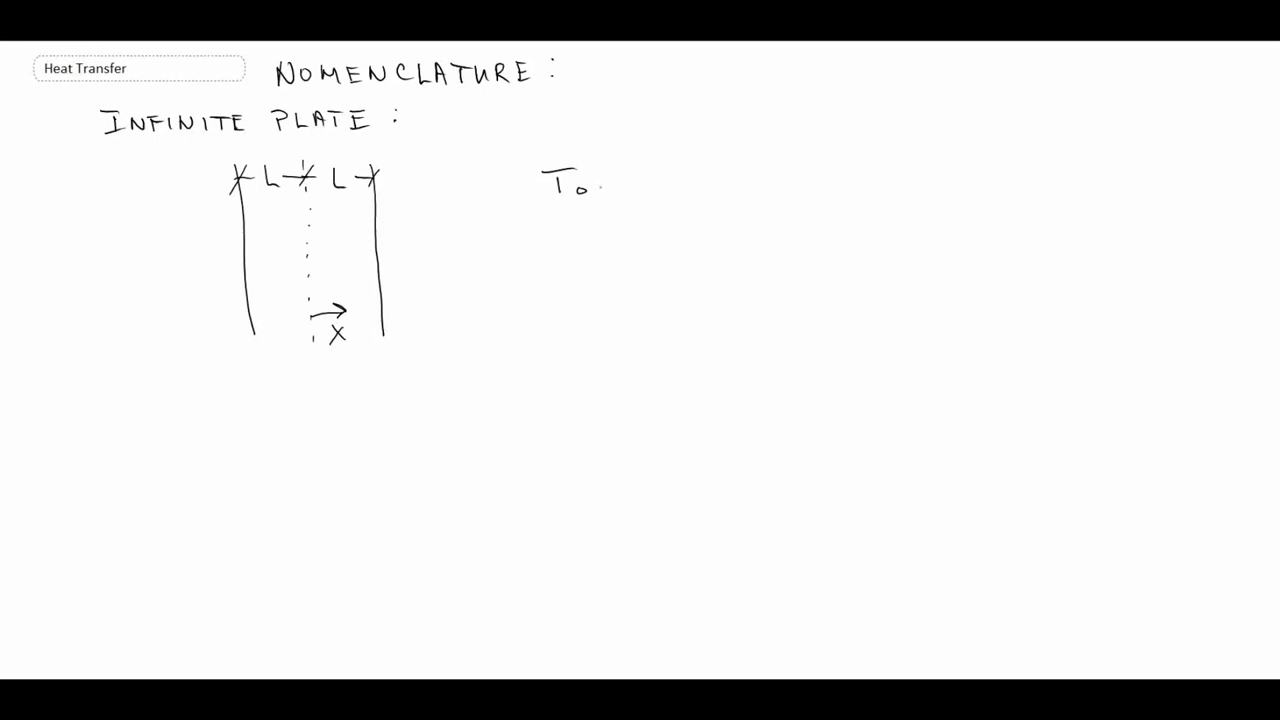 Heat Transfer
NOMENCLATURE:
INFINITE PLATE:
L L
To
X